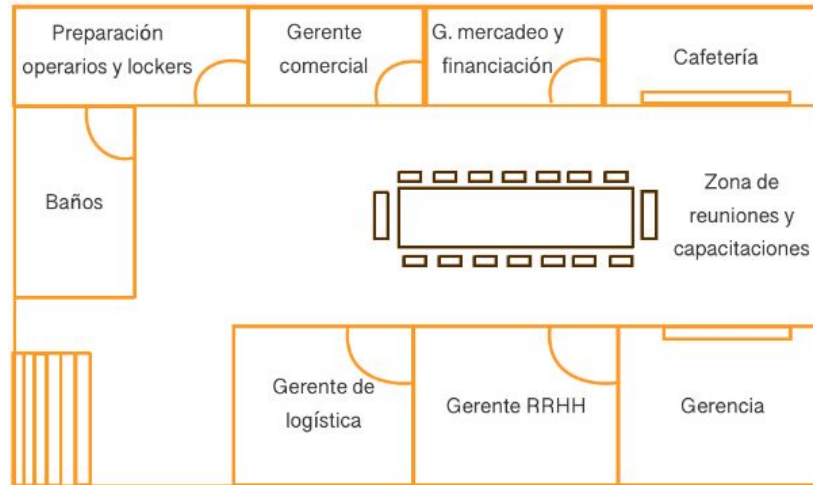 Preparación
operarios y lockers
Gerente
comercial
G. mercadeo y
financiación
Cafetería
Baños
Zona de
reuniones y
capacitaciones
Gerente de
logística
Gerente RRHH
Gerencia